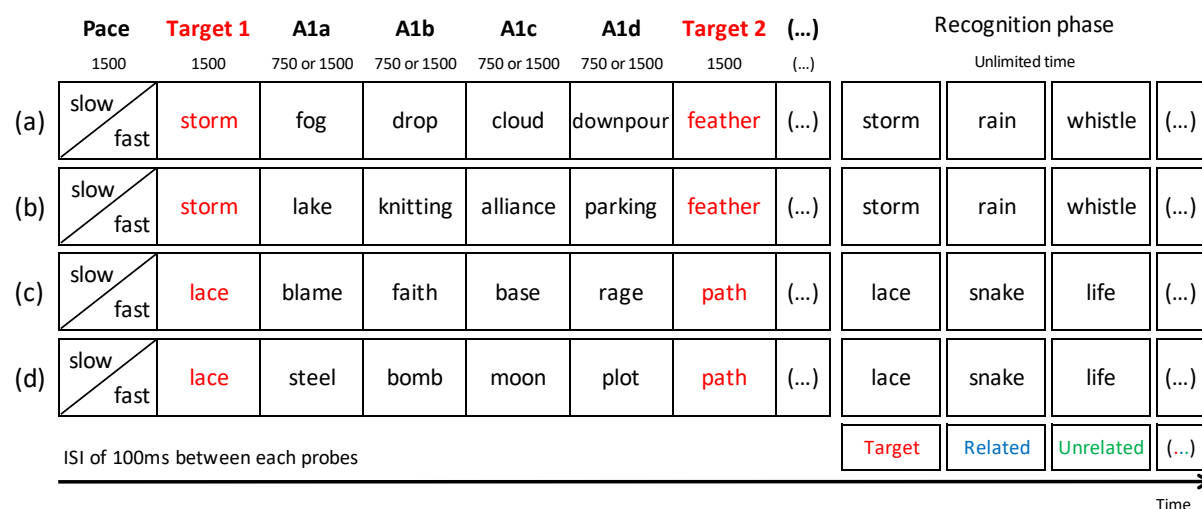 Pace Target 1 A1a A1b A1c A1d Target 2 (...) Recognition phase
1500 1500 750 or 1500 750 or 1500 750 or 1500 750 or 1500 1500 (...) Unlimited time
(a) slow fast storm fog drop cloud downpour feather (...) storm rain whistle (...)
(b) slow fast storm lake knitting alliance parking feather (...) storm rain whistle (...)
(c) slow fast lace blame faith base rage path (...) lace snake life (...)
(d) slow fast lace steel bomb moon plot path (...) lace snake life (...)
Target Related Unrelated (...)
ISI of 100ms between each probes
Time